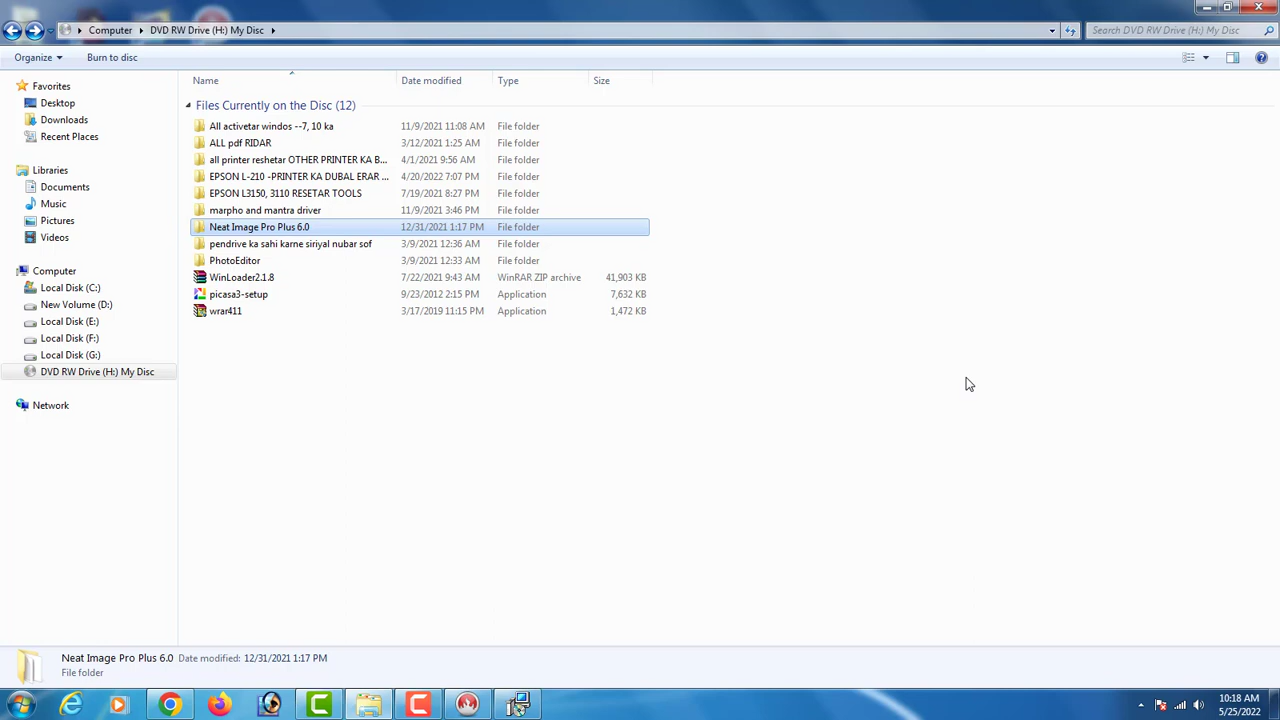 Computer DVD RW Drive (H:) My Disc Search DVD RW Drive (H:) My Disc
Organize Burn to disc
Name Date modified Type Size
Favorites
Desktop
Downloads
Recent Places
Libraries
Documents
Music
Pictures
Videos
Computer
Local Disk (C:)
New Volume (D:)
Local Disk (E:)
Local Disk (F:)
Local Disk (G:)
DVD RW Drive (H:) My Disc
Network
Files Currently on the Disc (12)
All activetar windos --7, 10 ka 11/9/2021 11:08 AM File folder
ALL pdf RIDAR 3/12/2021 1:25 AM File folder
all printer reshetar OTHER PRINTER KA B... 4/1/2021 9:56 AM File folder
EPSON L-210 -PRINTER KA DUBAL ERAR ... 4/20/2022 7:07 PM File folder
EPSON L3150, 3110 RESETAR TOOLS 7/19/2021 8:27 PM File folder
marpho and mantra driver 11/9/2021 3:46 PM File folder
Neat Image Pro Plus 6.0 12/31/2021 1:17 PM File folder
pendrive ka sahi karne siriyal nubar sof 3/9/2021 12:36 AM File folder
PhotoEditor 3/9/2021 12:33 AM File folder
WinLoader2.1.8 7/22/2021 9:43 AM WinRAR ZIP archive 41,903 KB
picasa3-setup 9/23/2012 2:15 PM Application 7,632 KB
wrar411 3/17/2019 11:15 PM Application 1,472 KB
Neat Image Pro Plus 6.0 Date modified: 12/31/2021 1:17 PM
File folder
10:18 AM
5/25/2022